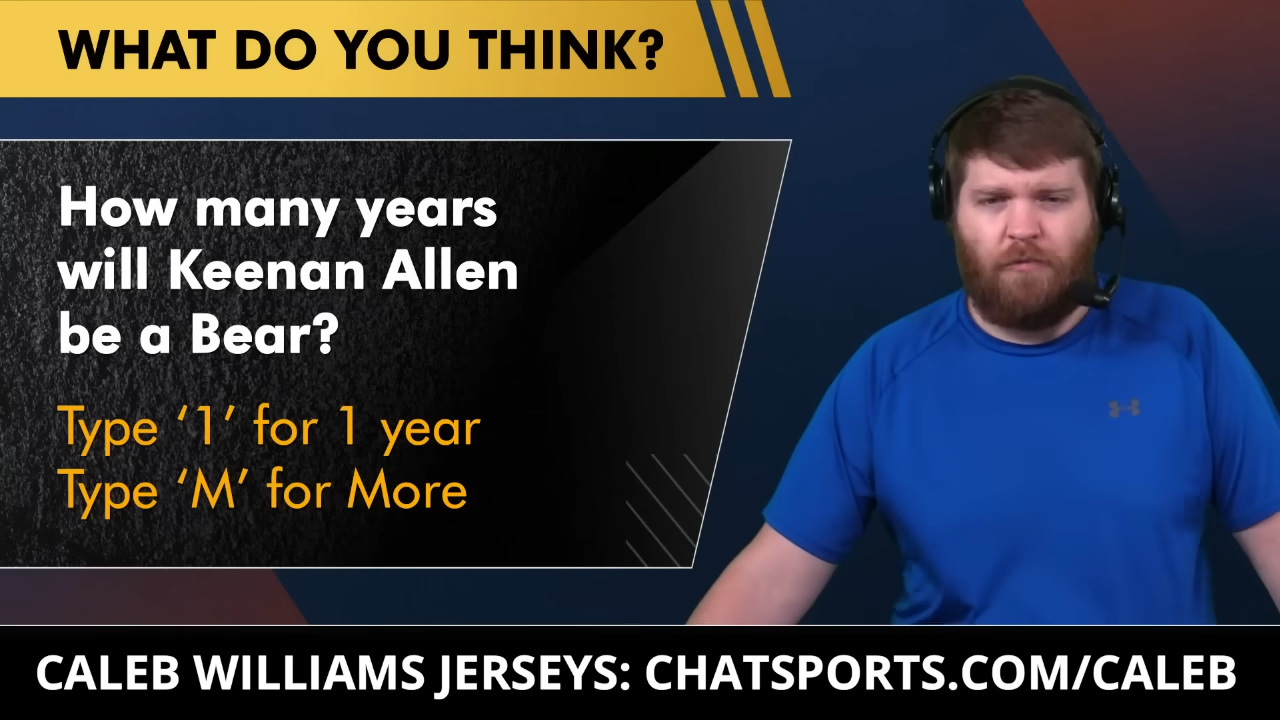 WHAT DO YOU THINK?
How many years
will Keenan Allen
be a Bear?
Type ‘1’ for 1 year
Type ‘M’ for More
CALEB WILLIAMS JERSEYS: CHATSPORTS.COM/CALEB